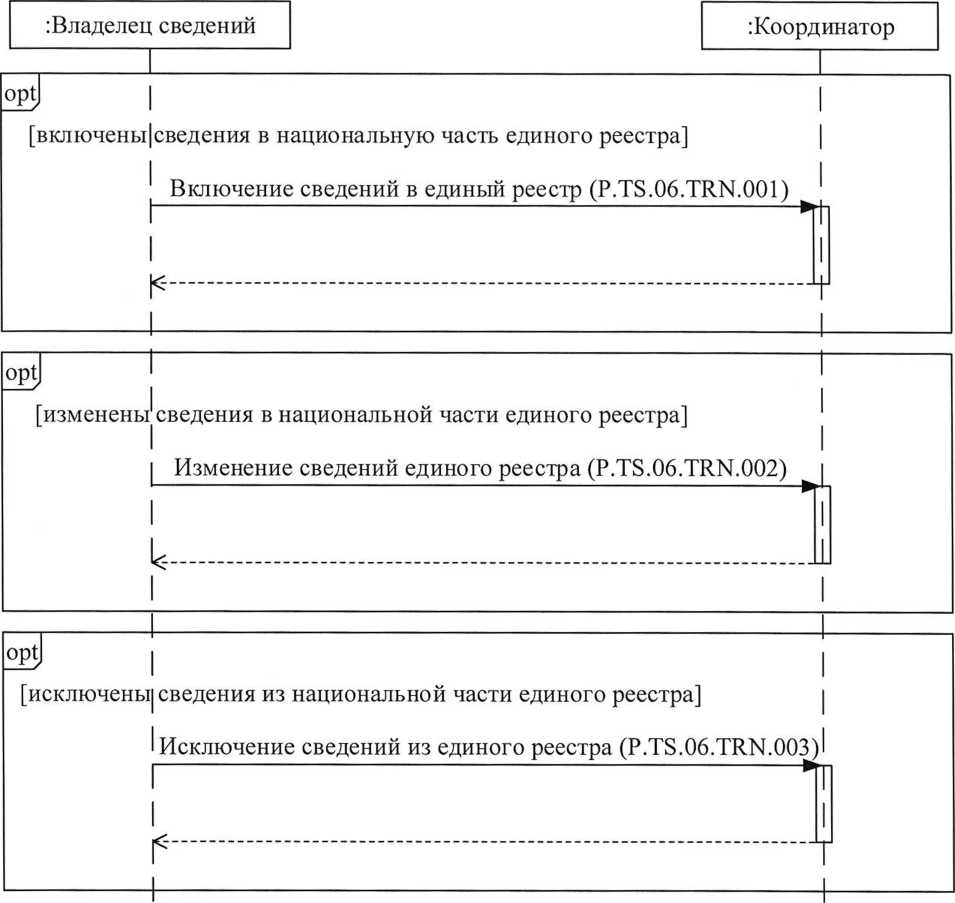 :Владелец сведений
:Координатор
opt
[включены сведения в национальную часть единого реестра]
Включение сведений в единый реестр (P.TS.06.TRN.001)
opt
[изменены сведения в национальной части единого реестра]
Изменение сведений единого реестра (P.TS.06.TRN.002)
opt
[исключены сведения из национальной части единого реестра]
Исключение сведений из единого реестра (P.TS.06.TRN.003)